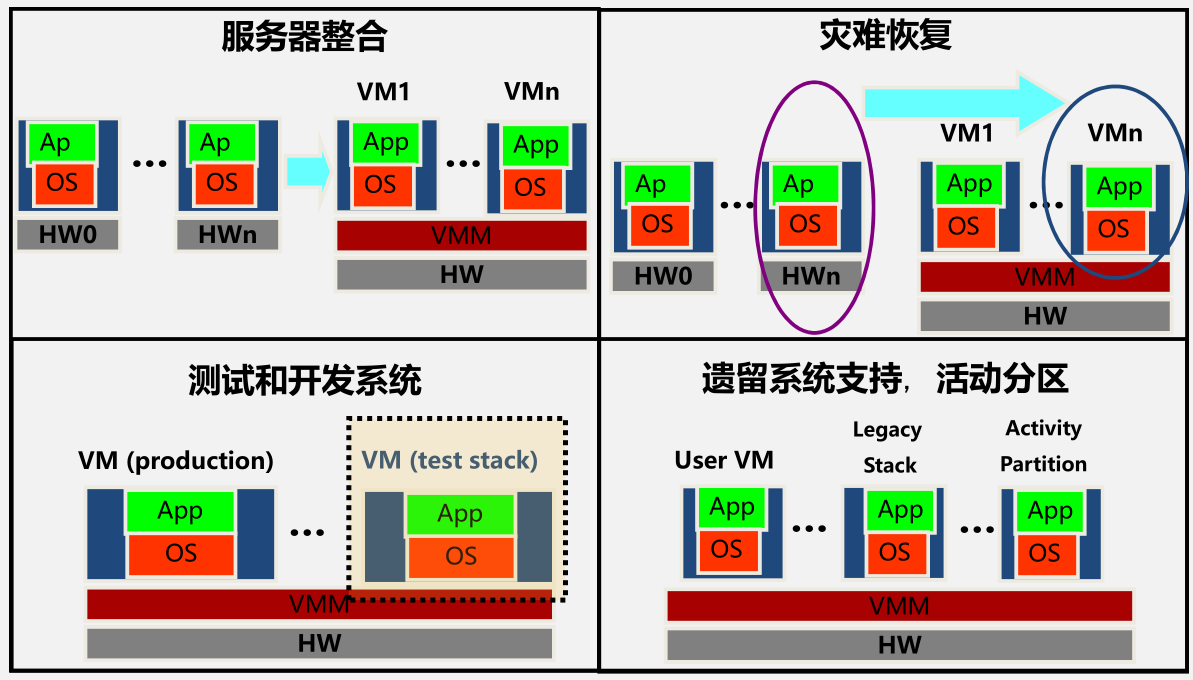 服务器整合
VM1 VMn
Ap ... Ap App ... App
OS OS OS OS
HW0 HWn VMM
HW
灾难恢复
VM1 VMn
Ap ... Ap App ... App
OS OS OS OS
HW0 HWn VMM
HW
测试和开发系统
VM (production) VM (test stack)
App ... App
OS OS
VMM
HW
遗留系统支持，活动分区
User VM Legacy Stack Activity Partition
App ... App ... App
OS OS OS
VMM
HW